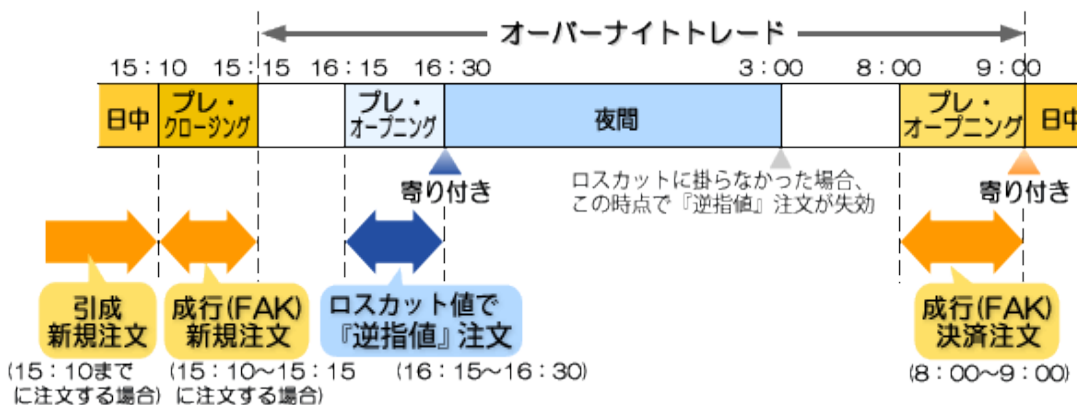 オーバーナイトトレード
15：10
15：15
16：15
16：30
3：00
8：00
9：00
日中
プレ・
クロージング
プレ・
オープニング
夜間
プレ・
オープニング
日中
寄り付き
ロスカットに掛らなかった場合、
この時点で『逆指値』注文が失効
寄り付き
引成
新規注文
成行(FAK)
新規注文
ロスカット値で
『逆指値』注文
成行(FAK)
決済注文
(15：10まで
に注文する場合)
(15：10～15：15
に注文する場合)
(16：15～16：30)
(8：00～9：00)